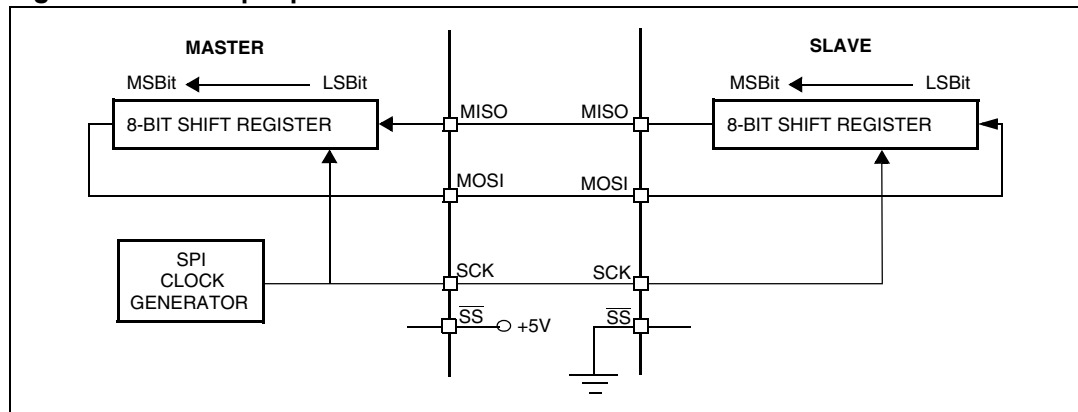 MASTER
MSBit LSBit
8-BIT SHIFT REGISTER
SPI
CLOCK
GENERATOR
MISO MISO
MOSI MOSI
SCK SCK
SS +5V SS
SLAVE
MSBit LSBit
8-BIT SHIFT REGISTER